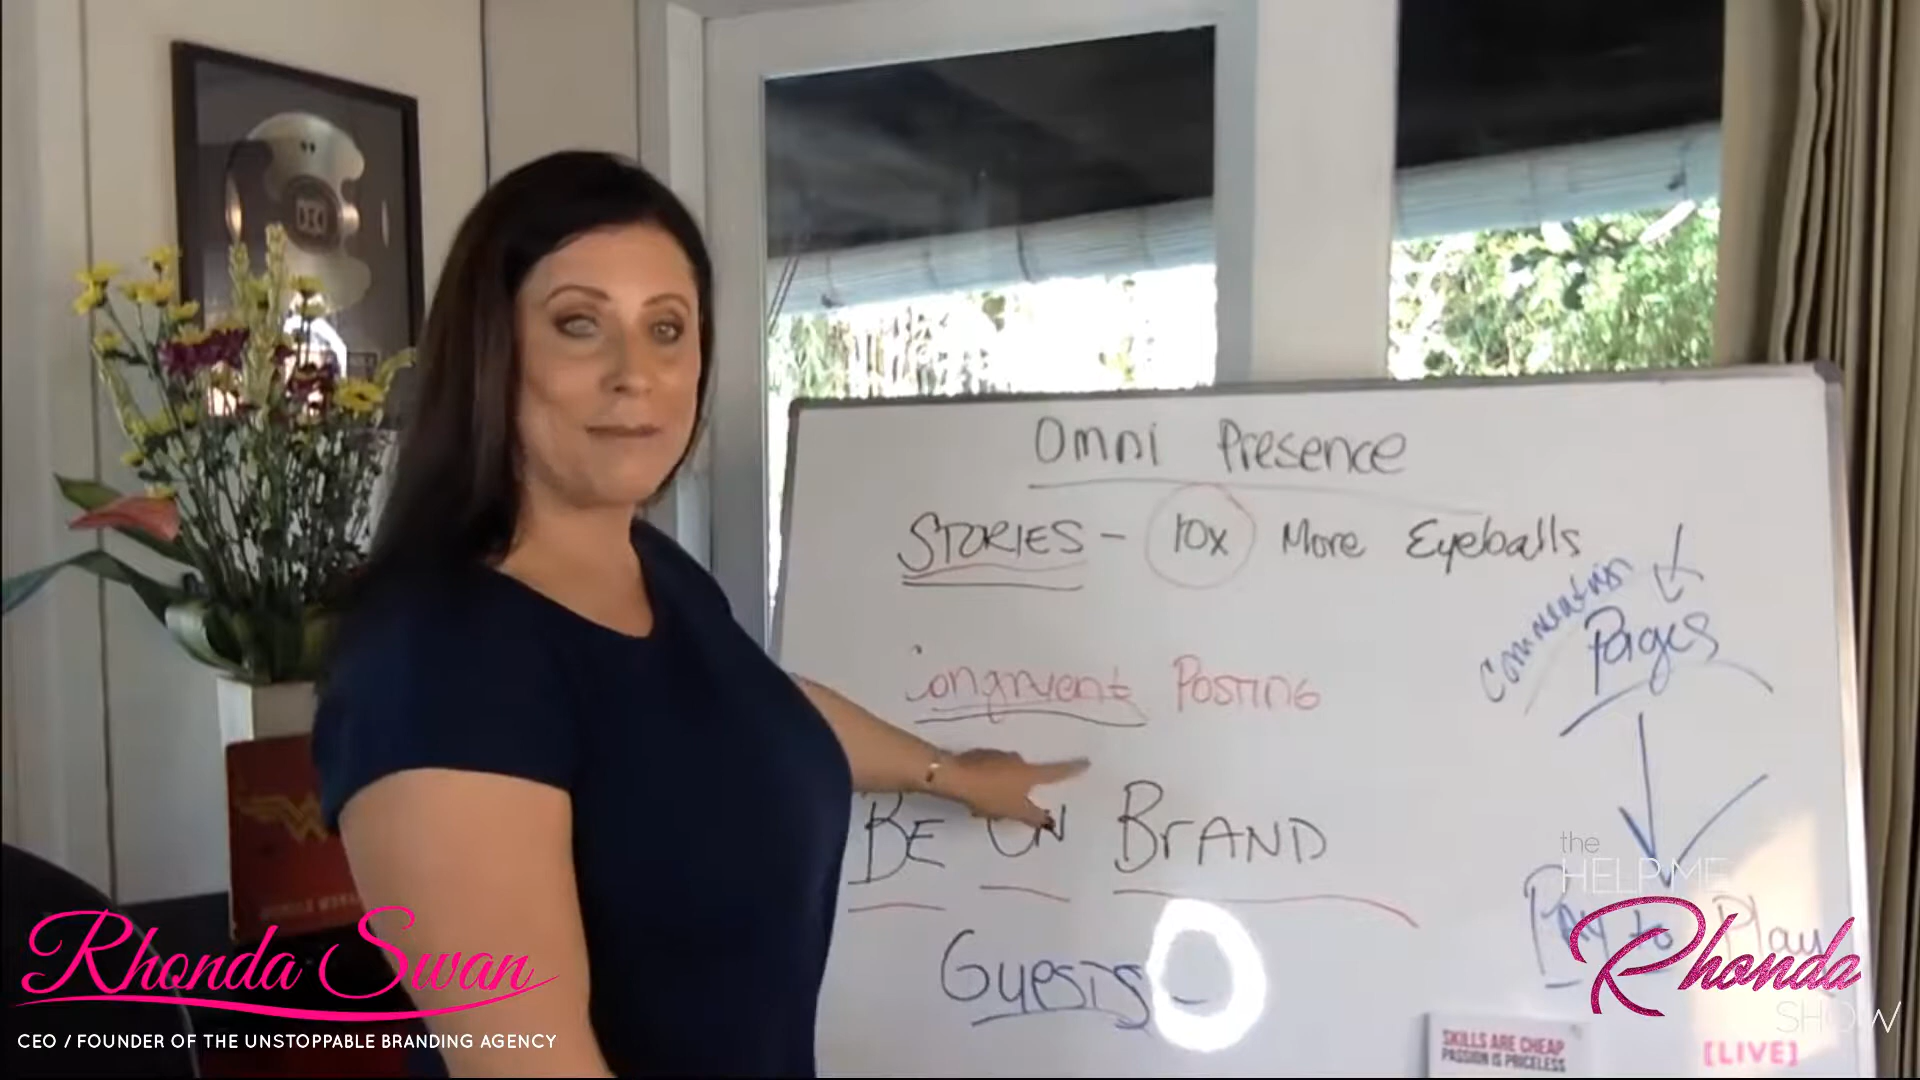 Omni Presence
STORIES - 10x More Eyeballs
Congruent Posting
Pages
BE ON BrAND
Pay to Play
Guests -
Rhonda Swan
CEO / FOUNDER OF THE UNSTOPPABLE BRANDING AGENCY
the
HELP ME
Rhonda
SHOW
[LIVE]
SKILLS ARE CHEAP
PASSION IS PRICELESS